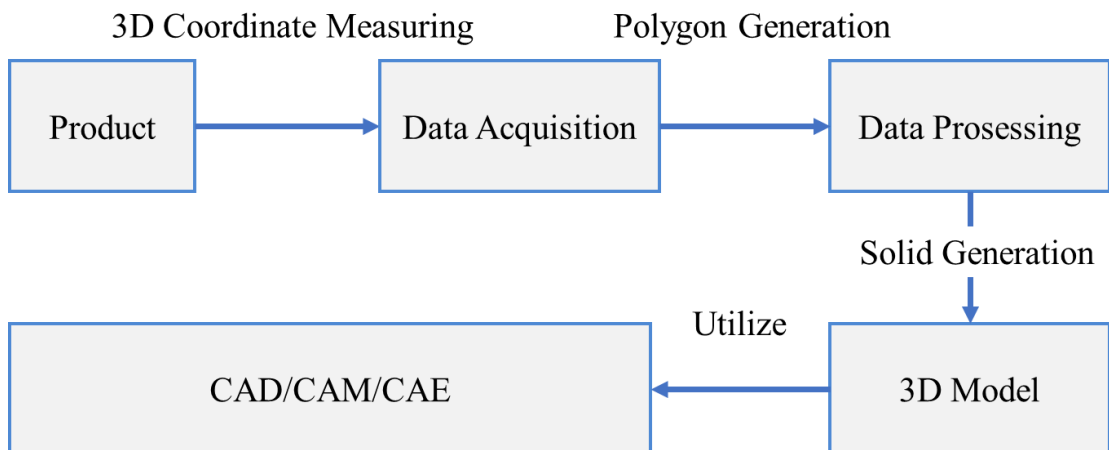 3D Coordinate Measuring
Polygon Generation
Product
Data Acquisition
Data Prosessing
Solid Generation
Utilize
CAD/CAM/CAE
3D Model